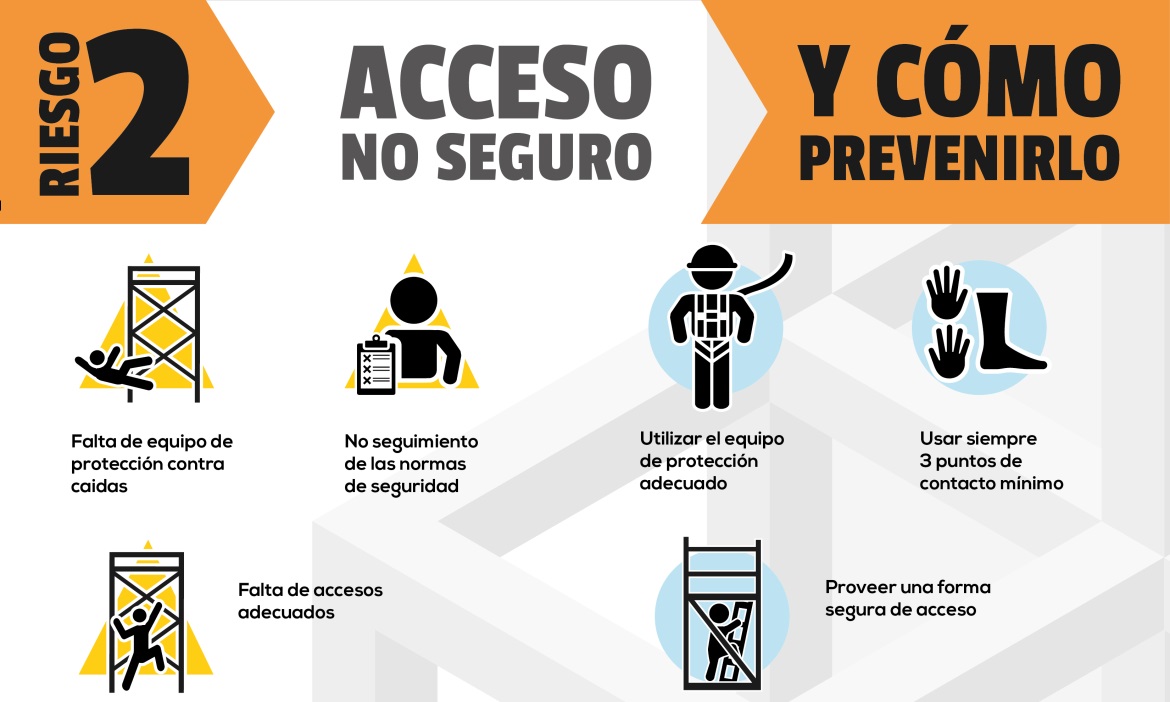 RIESGO
2
ACCESO
NO SEGURO
Y CÓMO
PREVENIRLO
Falta de equipo de
protección contra
caidas
No seguimiento
de las normas
de seguridad
Utilizar el equipo
de protección
adecuado
Usar siempre
3 puntos de
contacto mínimo
Falta de accesos
adecuados
Proveer una forma
segura de acceso